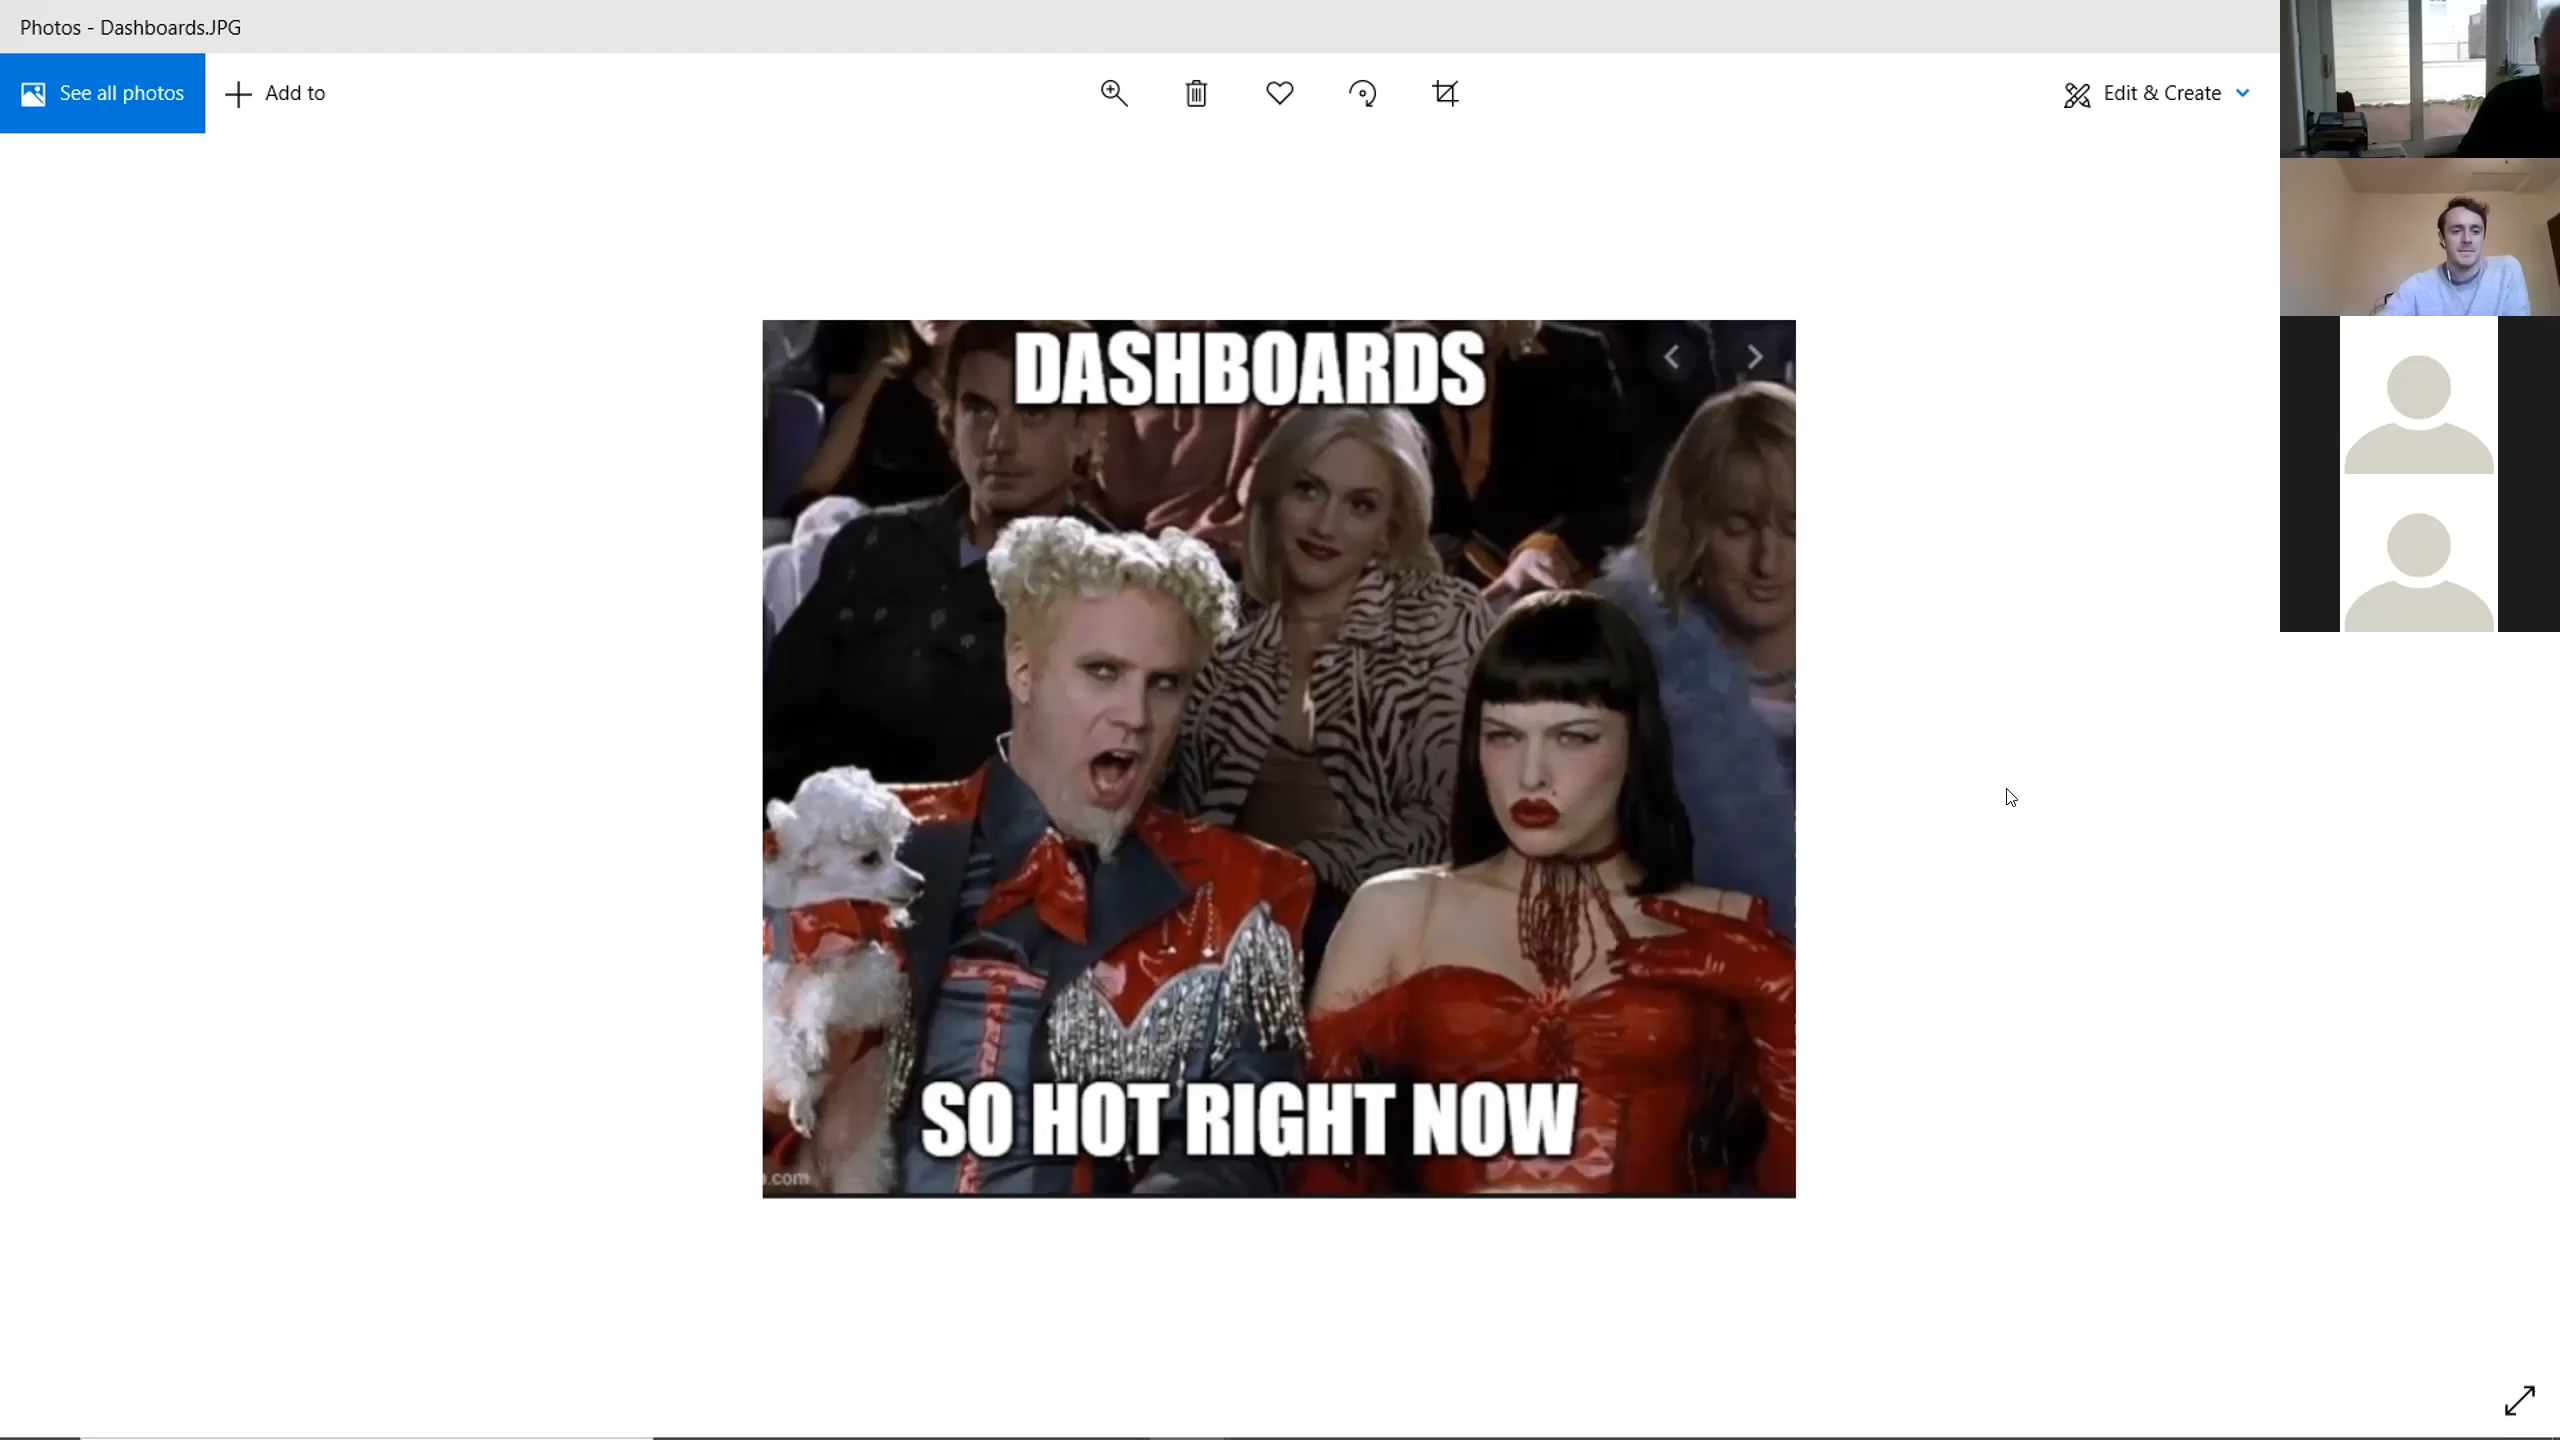 Photos - Dashboards.JPG
See all photos
Add to
Edit & Create
DASHBOARDS
SO HOT RIGHT NOW
.com